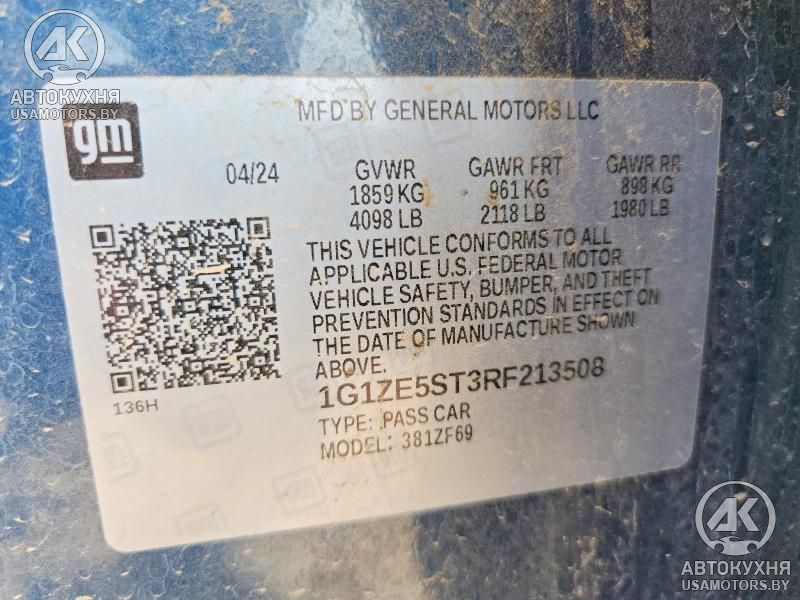 AK
АВТОКУХНЯ
USAMOTORS.BY
gm
MFD BY GENERAL MOTORS LLC
04/24 GVWR GAWR FRT GAWR RR
1859 KG 961 KG 898 KG
4098 LB 2118 LB 1980 LB
THIS VEHICLE CONFORMS TO ALL
APPLICABLE U.S. FEDERAL MOTOR
VEHICLE SAFETY, BUMPER, AND THEFT
PREVENTION STANDARDS IN EFFECT ON
THE DATE OF MANUFACTURE SHOWN
ABOVE.
136H
1G1ZE5ST3RF213508
TYPE: PASS CAR
MODEL: 381ZF69
AK
АВТОКУХНЯ
USAMOTORS.BY